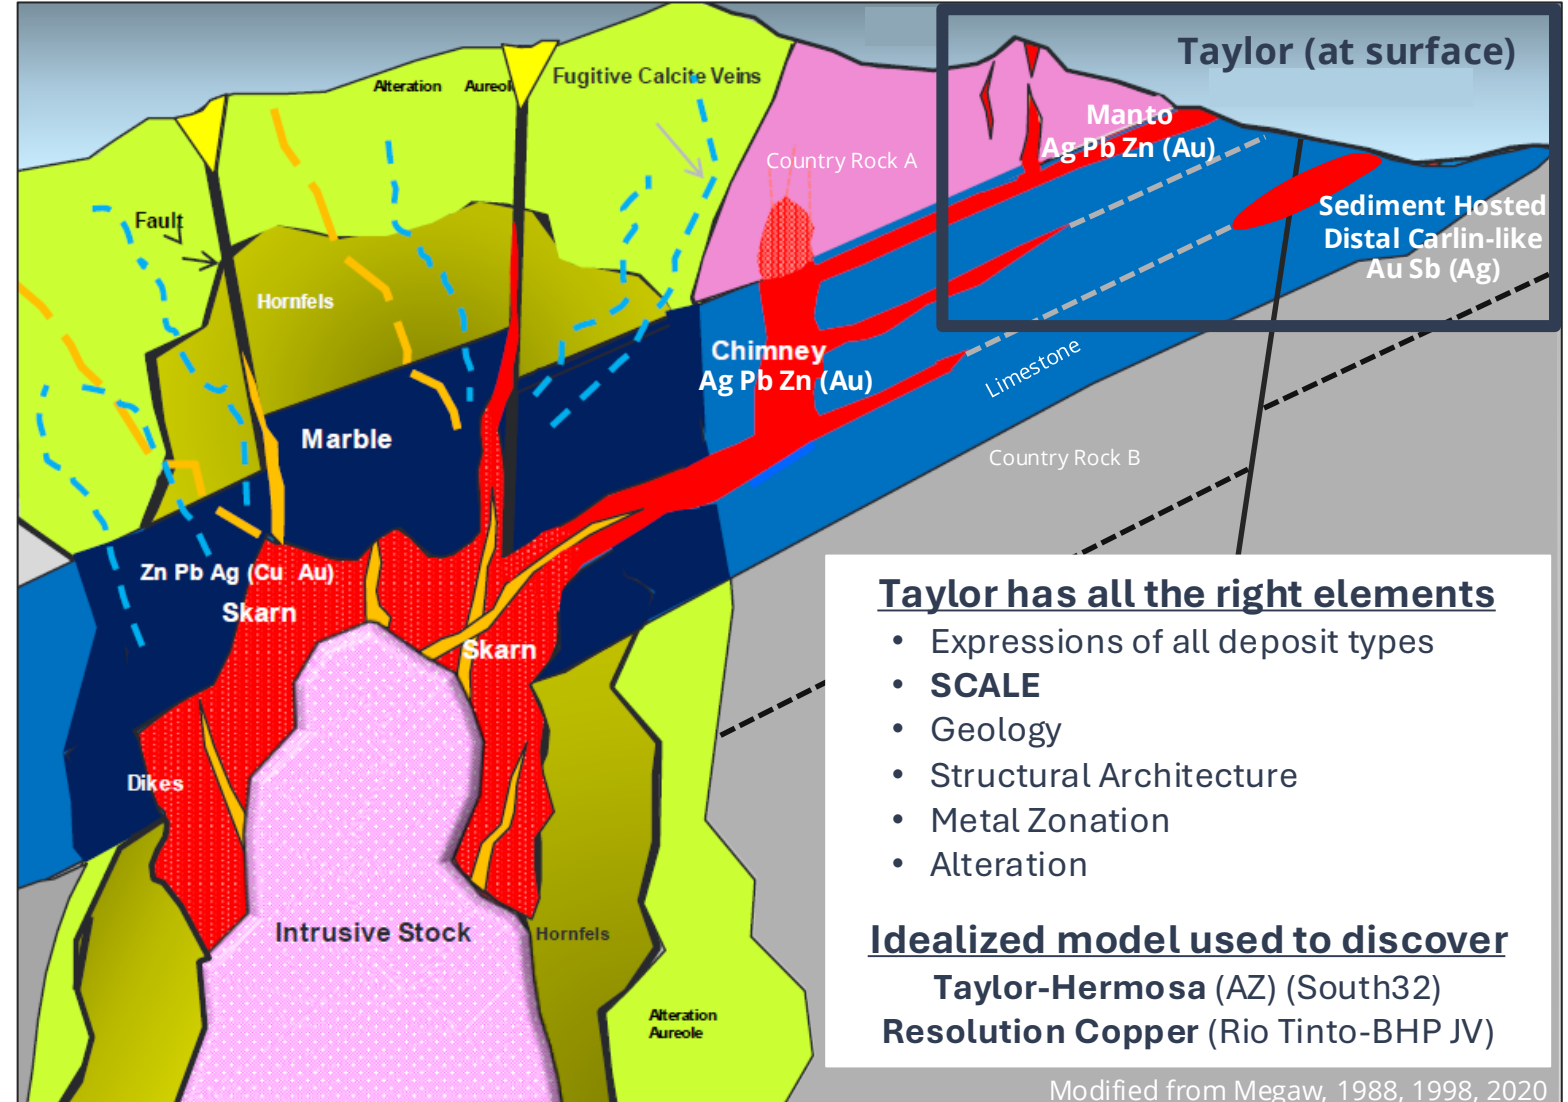 Taylor (at surface)
Alteration Aureol
Fugitive Calcite Veins
Manto
Ag Pb Zn (Au)
Country Rock A
Fault
Sediment Hosted
Distal Carlin-like
Au Sb (Ag)
Hornfels
Chimney
Ag Pb Zn (Au)
Limestone
Marble
Country Rock B
Zn Pb Ag (Cu Au)
Skarn
Skarn
Dikes
Intrusive Stock
Hornfels
Alteration
Aureole
Taylor has all the right elements
• Expressions of all deposit types
• SCALE
• Geology
• Structural Architecture
• Metal Zonation
• Alteration
Idealized model used to discover
Taylor-Hermosa (AZ) (South32)
Resolution Copper (Rio Tinto-BHP JV)
Modified from Megaw, 1988, 1998, 2020